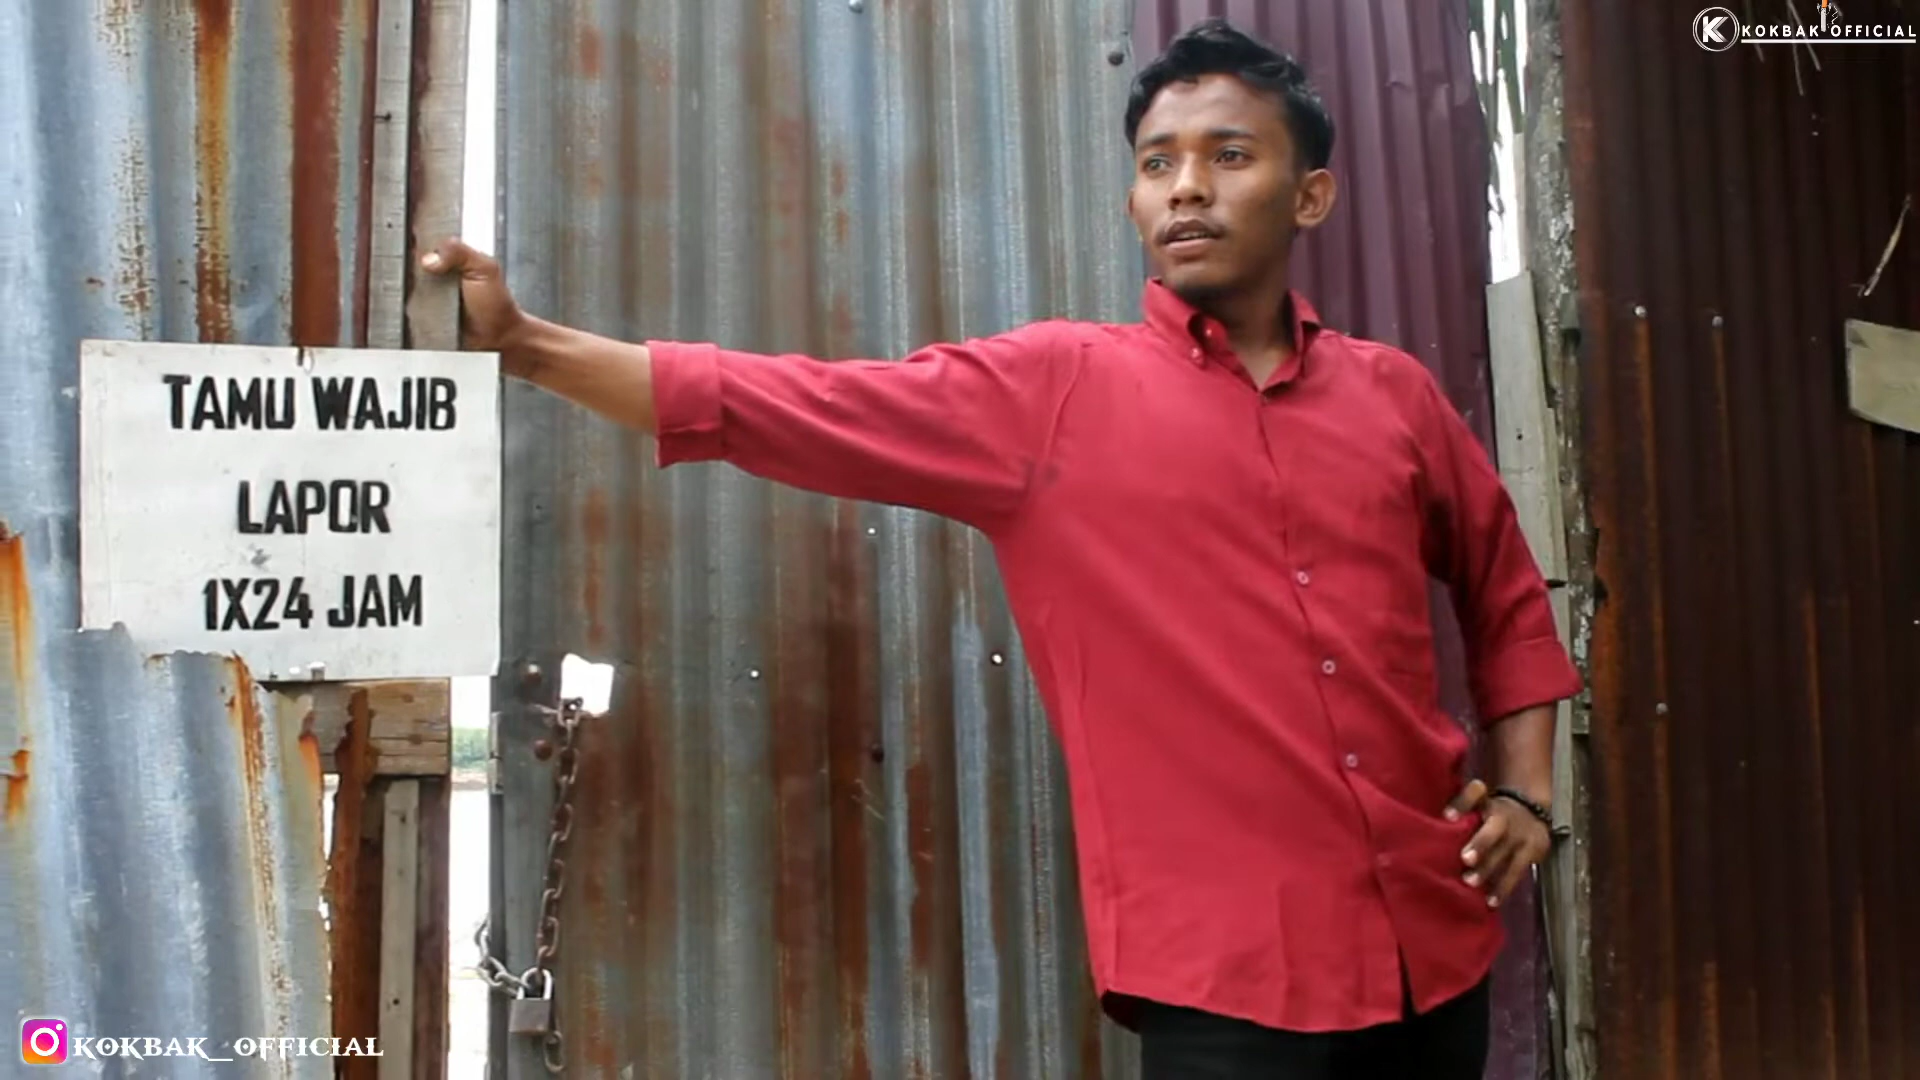 K KOKBAK OFFICIAL
TAMU WAJIB
LAPOR
1X24 JAM
KOKBAK_OFFICIAL